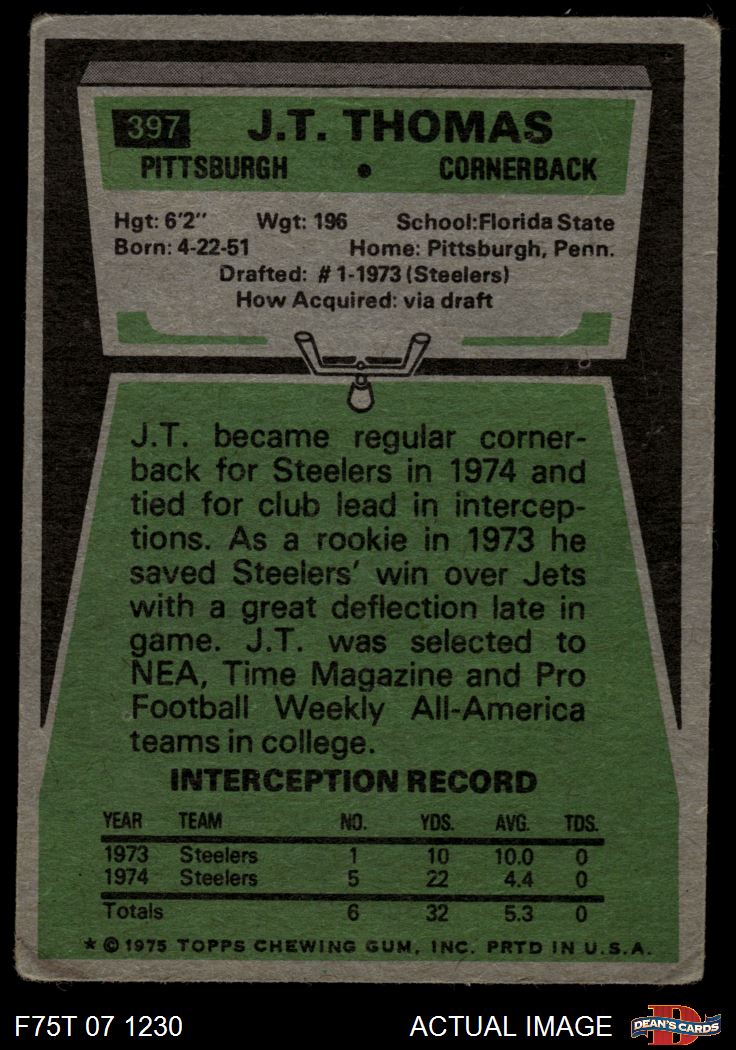 397 J.T. THOMAS
PITTSBURGH • CORNERBACK
Hgt: 6'2" Wgt: 196 School:Florida State
Born: 4-22-51 Home: Pittsburgh, Penn.
Drafted: #1-1973 (Steelers)
How Acquired: via draft
J.T. became regular corner-
back for Steelers in 1974 and
tied for club lead in intercep-
tions. As a rookie in 1973 he
saved Steelers' win over Jets
with a great deflection late in
game. J.T. was selected to
NEA, Time Magazine and Pro
Football Weekly All-America
teams in college.
INTERCEPTION RECORD
YEAR TEAM NO. YDS. AVG. TDS.
1973 Steelers 1 10 10.0 0
1974 Steelers 5 22 4.4 0
Totals 6 32 5.3 0
★ © 1975 TOPPS CHEWING GUM, INC. PRTD IN U.S.A.
F75T 07 1230 ACTUAL IMAGE D DEAN'S CARDS